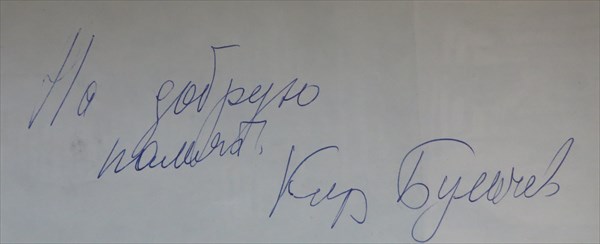 На добрую
память!
Кир Булычев